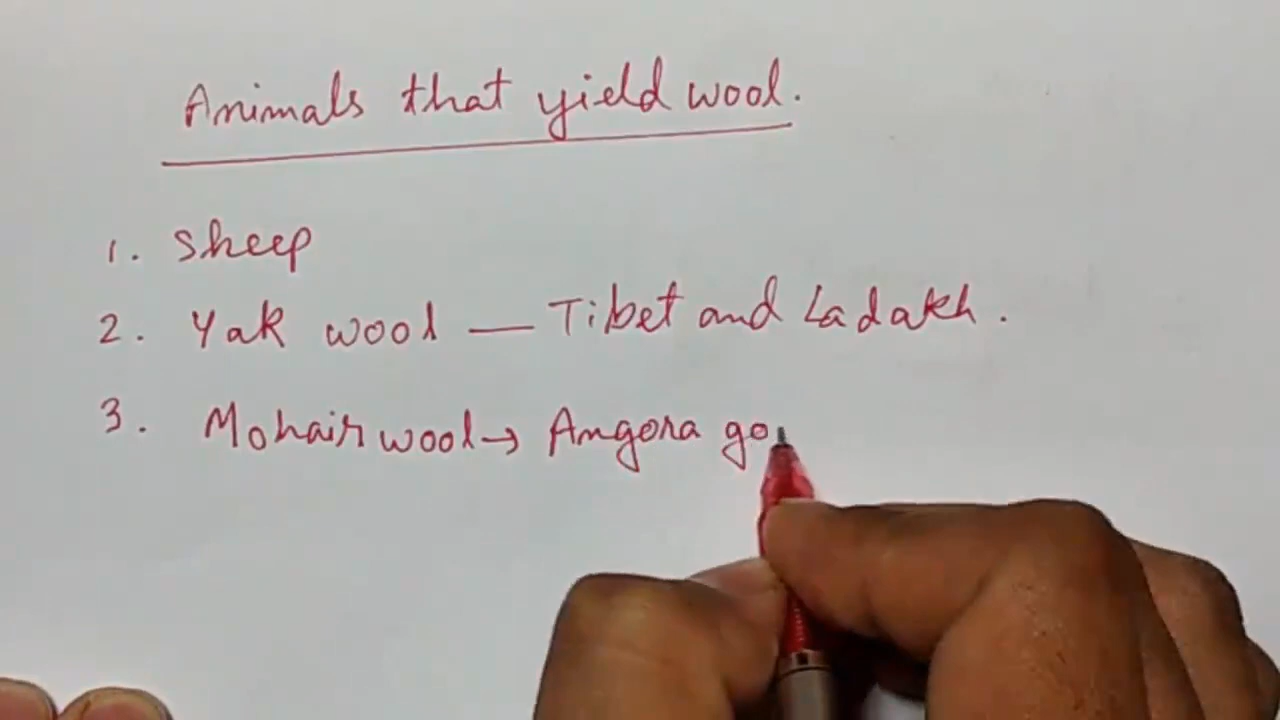 Animals that yield wool.
1. Sheep
2. Yak wool — Tibet and Ladakh.
3. Mohair wool → Angora go